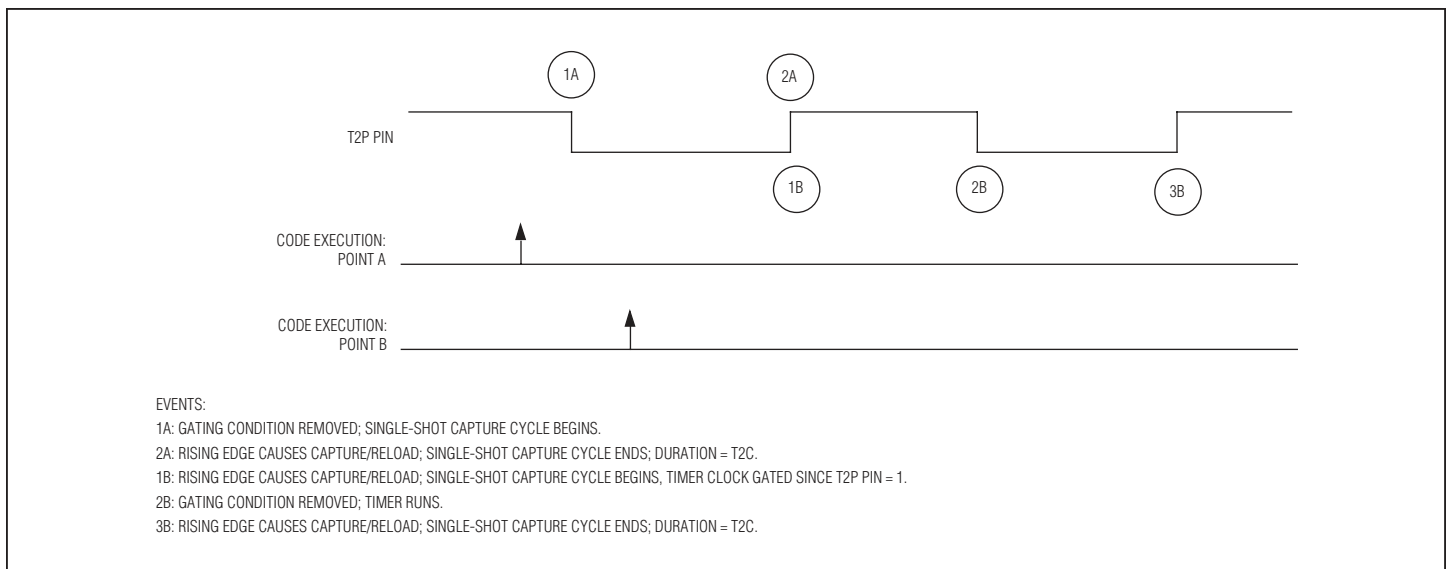 1A
2A
T2P PIN
1B
2B
3B
CODE EXECUTION:
POINT A
CODE EXECUTION:
POINT B
EVENTS:
1A: GATING CONDITION REMOVED; SINGLE-SHOT CAPTURE CYCLE BEGINS.
2A: RISING EDGE CAUSES CAPTURE/RELOAD; SINGLE-SHOT CAPTURE CYCLE ENDS; DURATION = T2C.
1B: RISING EDGE CAUSES CAPTURE/RELOAD; SINGLE-SHOT CAPTURE CYCLE BEGINS, TIMER CLOCK GATED SINCE T2P PIN = 1.
2B: GATING CONDITION REMOVED; TIMER RUNS.
3B: RISING EDGE CAUSES CAPTURE/RELOAD; SINGLE-SHOT CAPTURE CYCLE ENDS; DURATION = T2C.